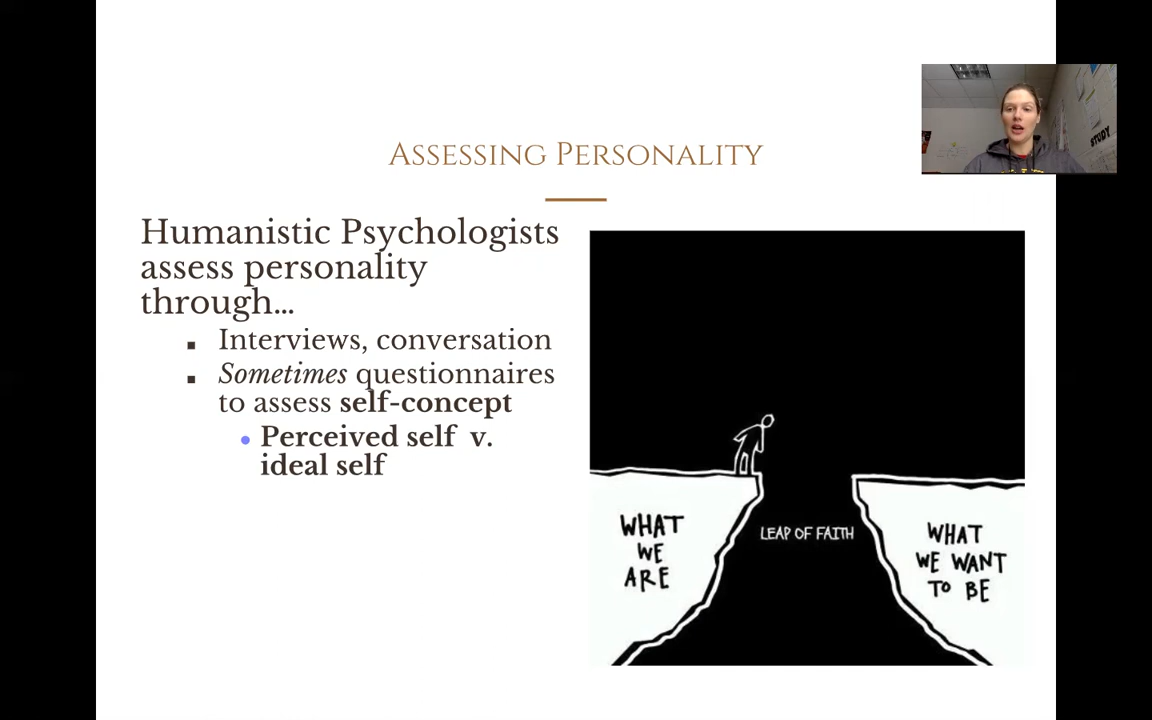 Assessing Personality
STUDY
Humanistic Psychologists
assess personality
through...
Interviews, conversation
Sometimes questionnaires
to assess self-concept
Perceived self v.
ideal self
WHAT
WE
ARE
LEAP OF FAITH
WHAT
WE WANT
TO BE